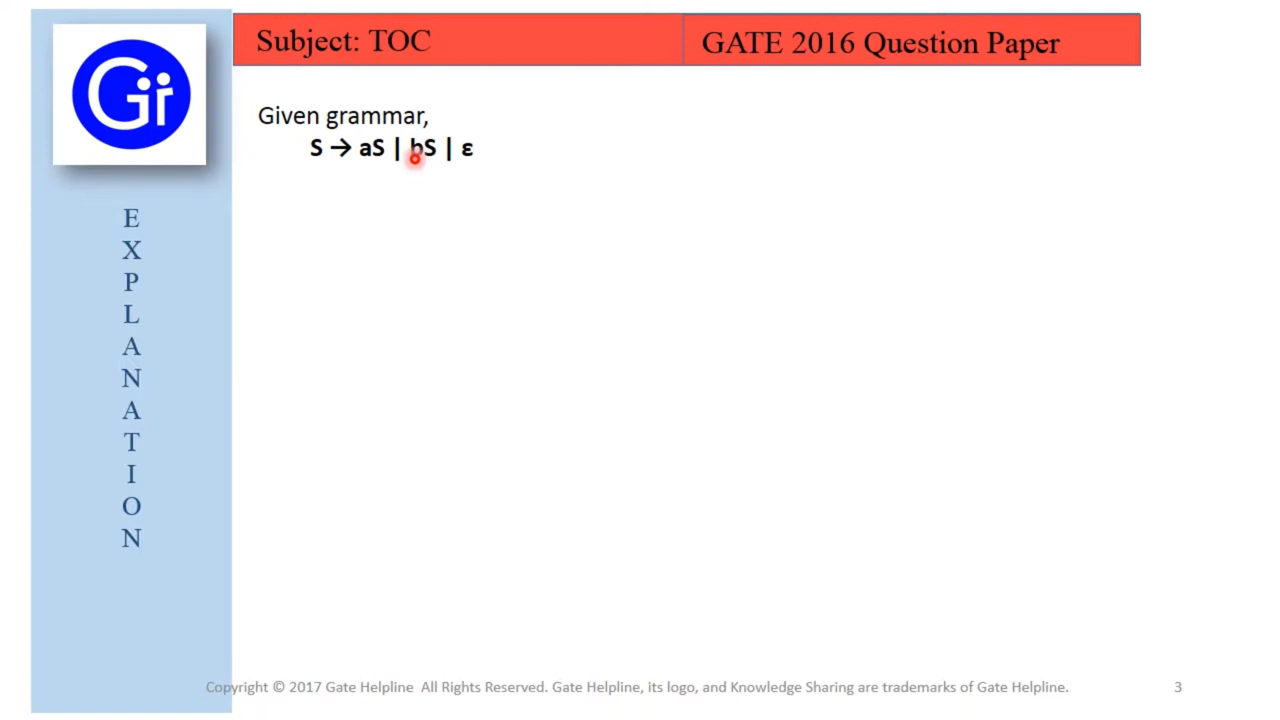 Gr
Subject: TOC
GATE 2016 Question Paper
Given grammar,
S → aS | bS | ε
E
X
P
L
A
N
A
T
I
O
N
Copyright © 2017 Gate Helpline All Rights Reserved. Gate Helpline, its logo, and Knowledge Sharing are trademarks of Gate Helpline.
3